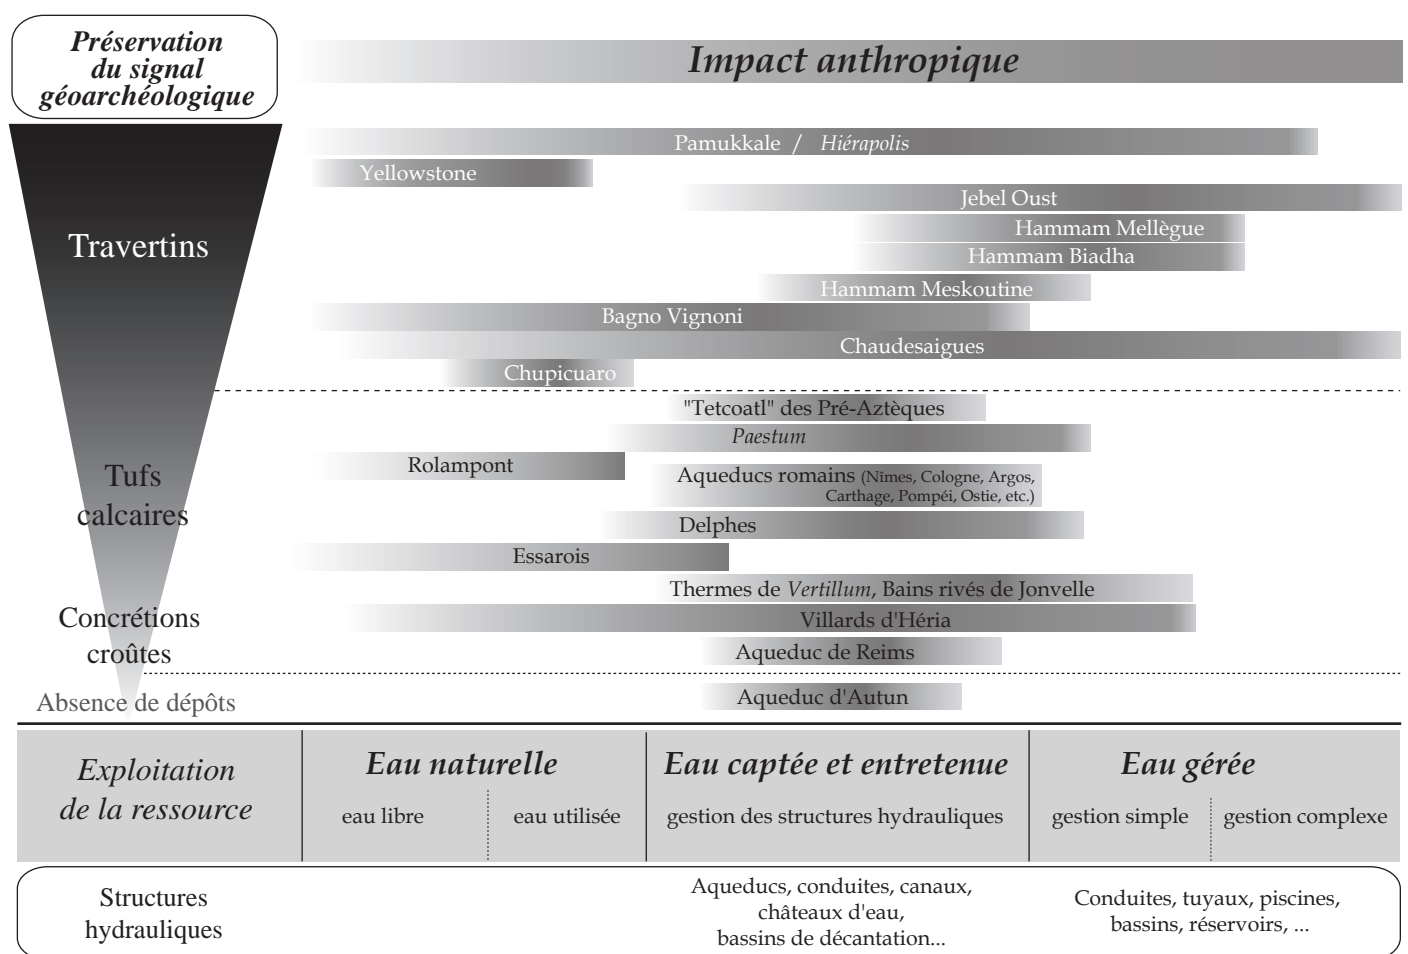 Préservation
du signal
géoarchéologique
Impact anthropique
Pamukkale / Hiérapolis
Yellowstone
Jebel Oust
Hammam Mellègue
Hammam Biadha
Hammam Meskoutine
Bagno Vignoni
Chaudesaigues
Chupicuaro
Travertins
"Tetcoatl" des Pré-Aztèques
Paestum
Rolampont
Aqueducs romains (Nîmes, Cologne, Argos,
Carthage, Pompéi, Ostie, etc.)
Delphes
Essarois
Thermes de Vertillum, Bains rivés de Jonvelle
Villards d'Héria
Aqueduc de Reims
Tufs
calcaires
Concrétions
croûtes
Absence de dépôts
Aqueduc d'Autun
Exploitation
de la ressource
Eau naturelle
eau libre
eau utilisée
Eau captée et entretenue
gestion des structures hydrauliques
Eau gérée
gestion simple
gestion complexe
Structures
hydrauliques
Aqueducs, conduites, canaux,
châteaux d'eau,
bassins de décantation...
Conduites, tuyaux, piscines,
bassins, réservoirs, ...